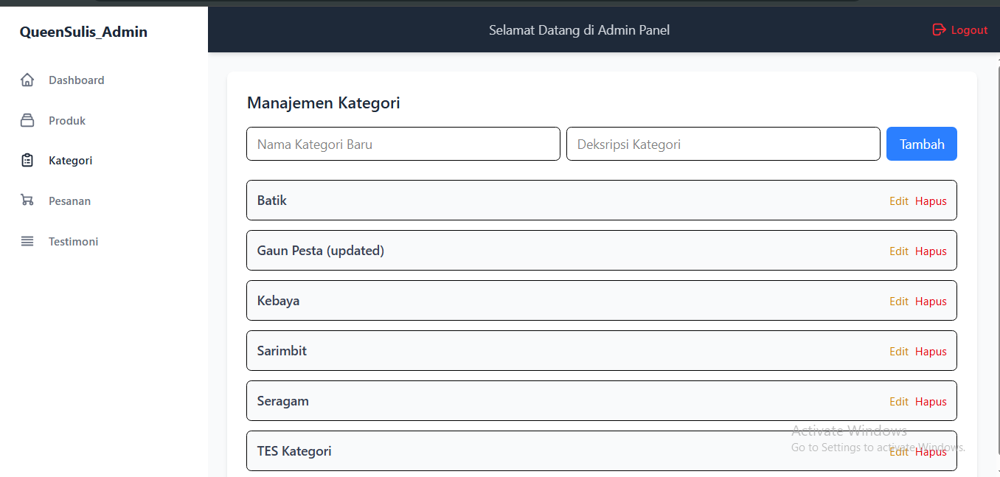 QueenSulis_Admin
Selamat Datang di Admin Panel
Logout
Dashboard
Produk
Kategori
Pesanan
Testimoni
Manajemen Kategori
Nama Kategori Baru
Deksripsi Kategori
Tambah
Batik
Edit Hapus
Gaun Pesta (updated)
Edit Hapus
Kebaya
Edit Hapus
Sarimbit
Edit Hapus
Seragam
Edit Hapus
TES Kategori
Edit Hapus
Activate Windows
Go to Settings to activate Windows.